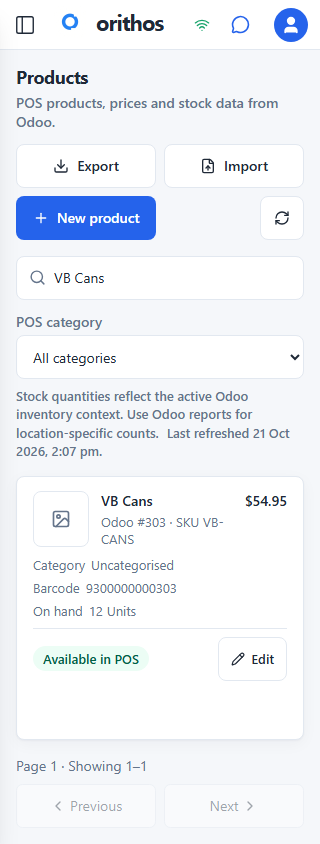 orithos
Products
POS products, prices and stock data from
Odoo.
Export
Import
New product
VB Cans
POS category
All categories
Stock quantities reflect the active Odoo
inventory context. Use Odoo reports for
location-specific counts. Last refreshed 21 Oct
2026, 2:07 pm.
VB Cans
$54.95
Odoo #303 · SKU VB-
CANS
Category Uncategorised
Barcode 9300000000303
On hand 12 Units
Available in POS
Edit
Page 1 · Showing 1–1
Previous
Next